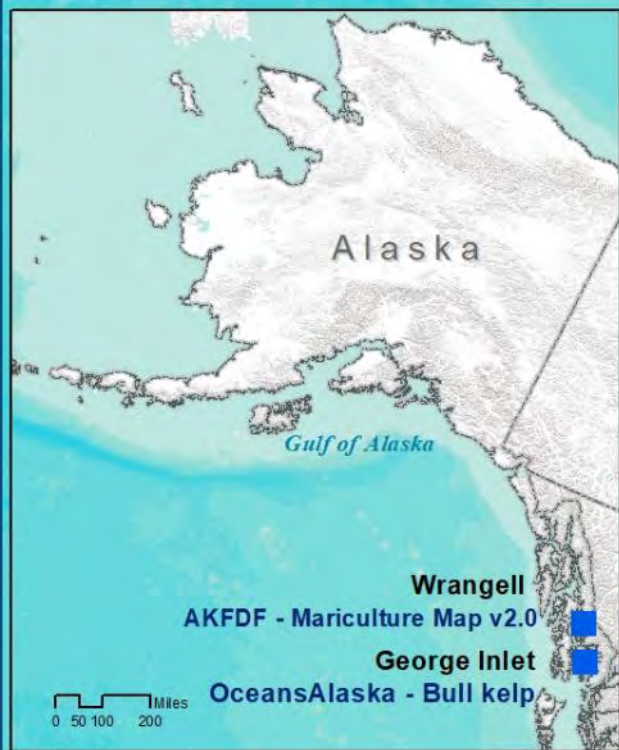 Alaska
Gulf of Alaska
Wrangell
AKFDF - Mariculture Map v2.0
George Inlet
OceansAlaska - Bull kelp
Miles
0 50 100 200